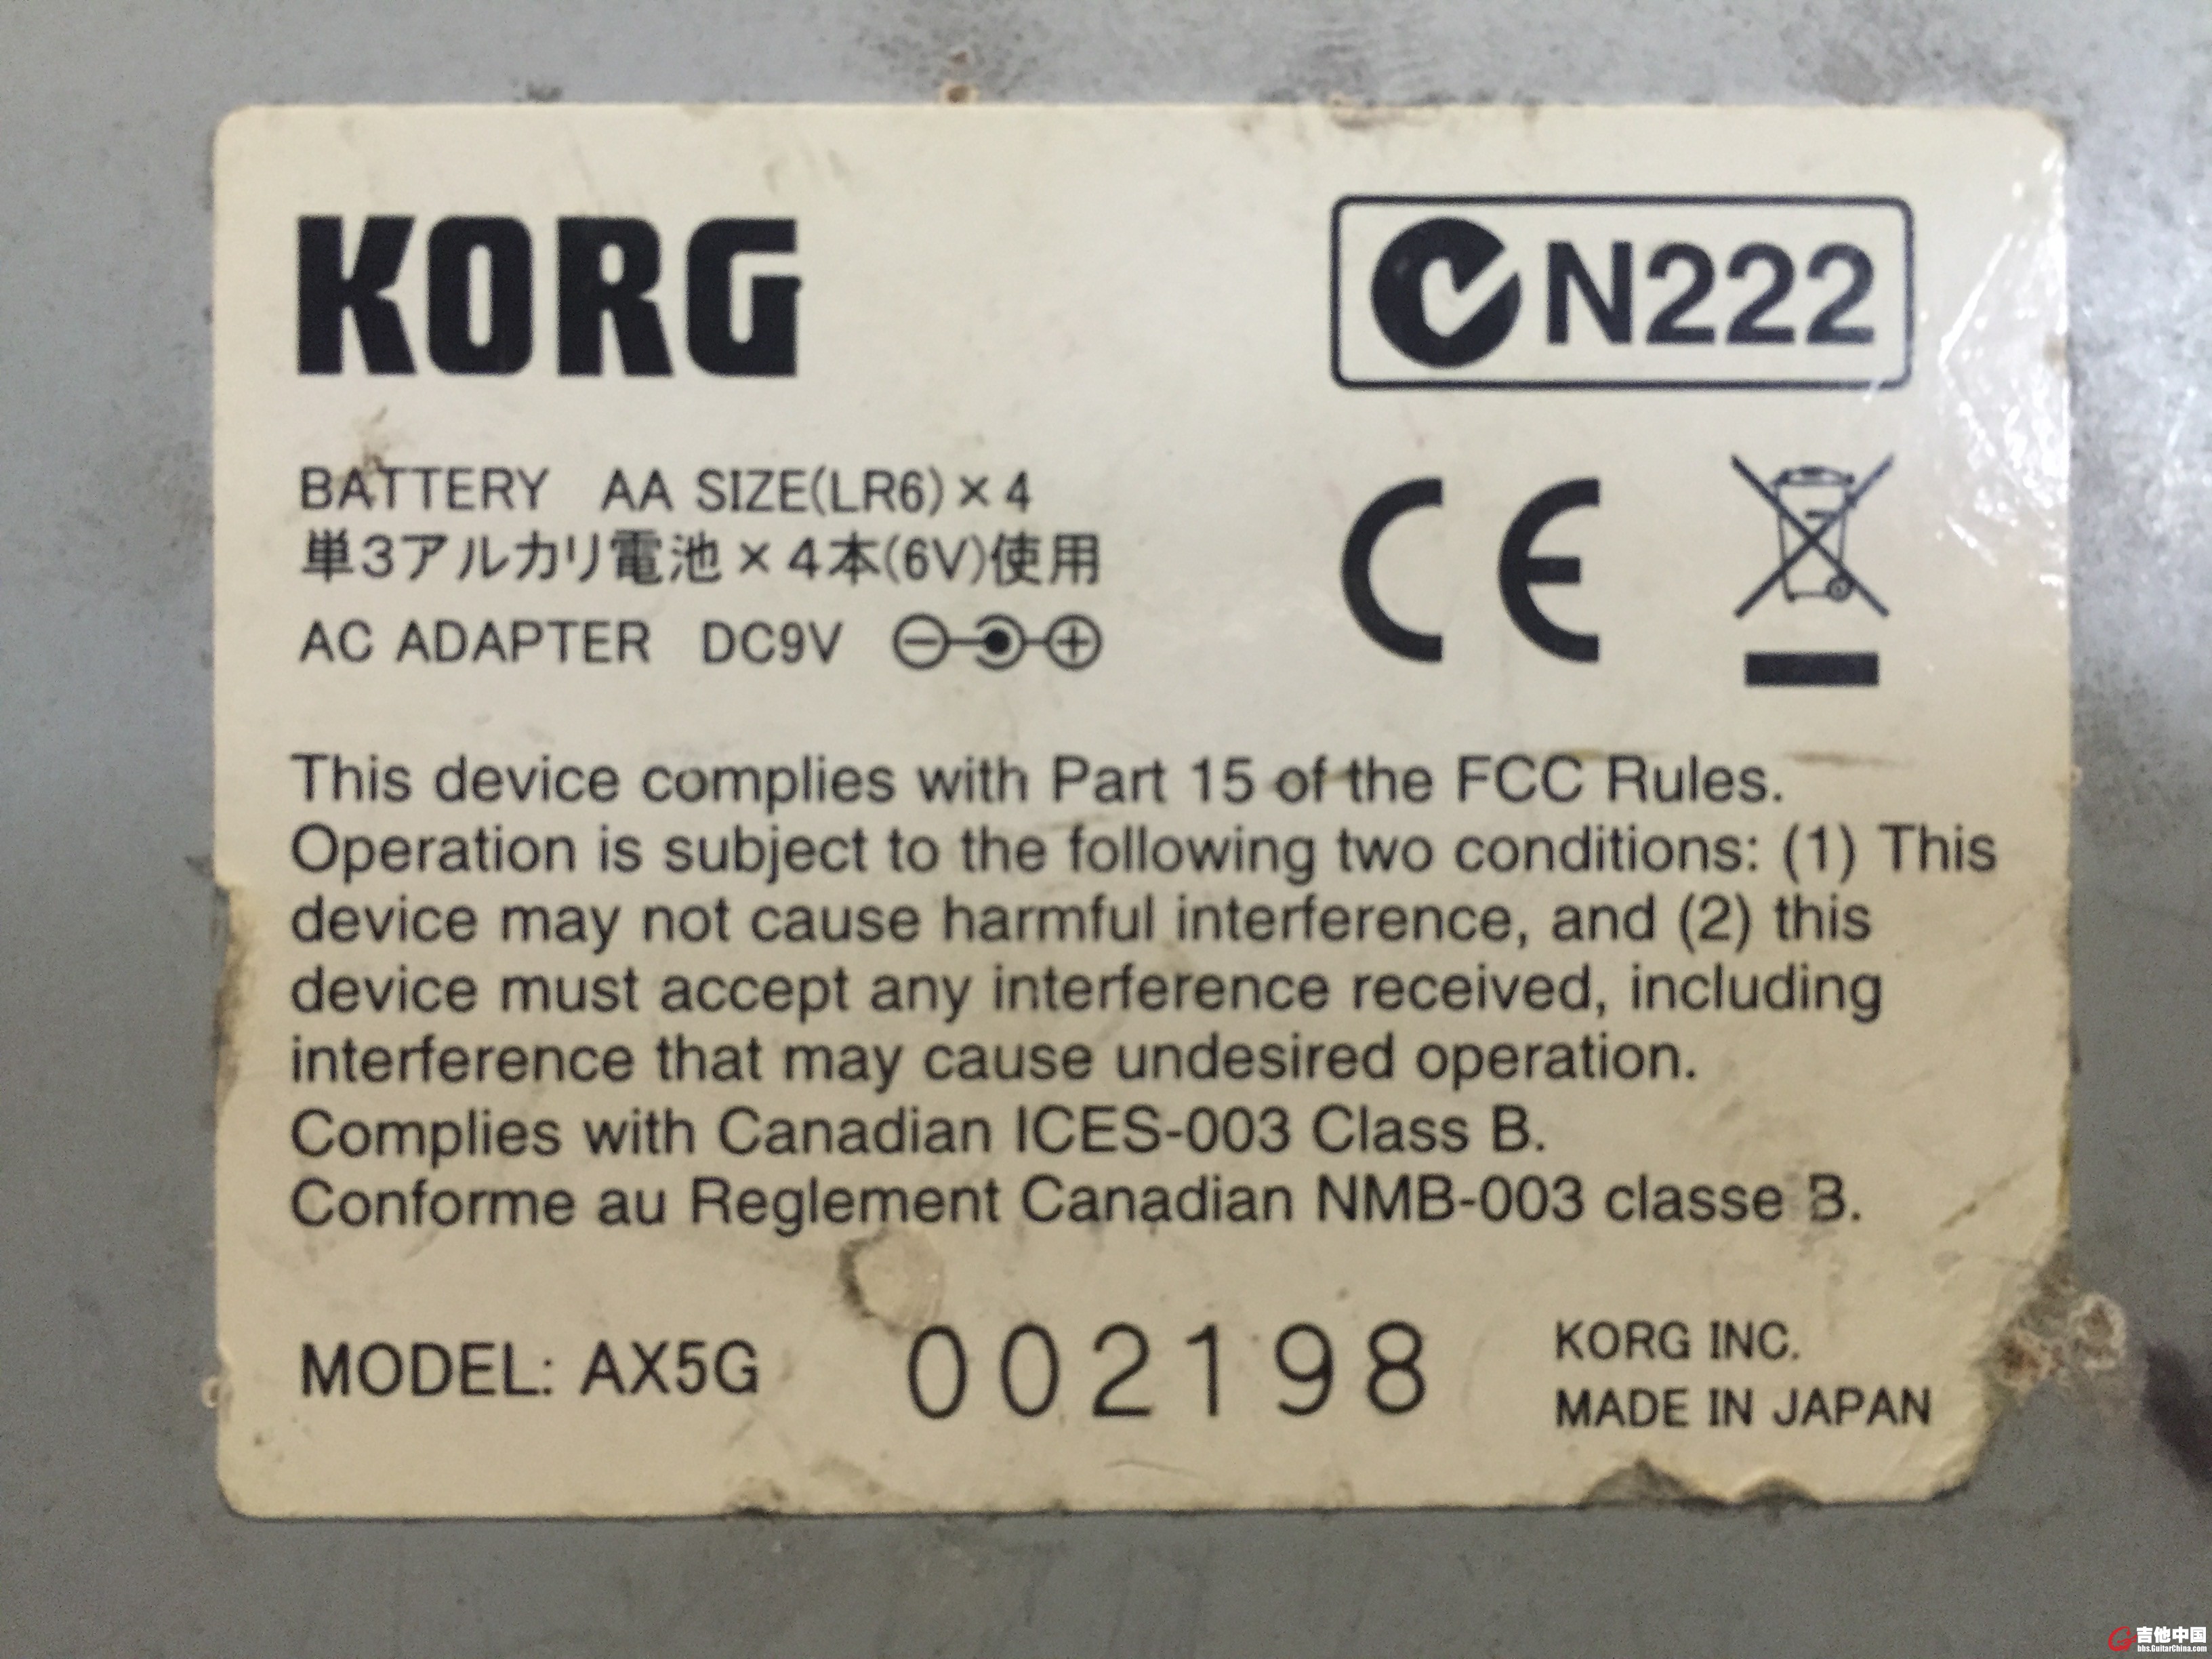 KORG
N222
BATTERY AA SIZE(LR6)×4
単3アルカリ電池×4本(6V)使用
AC ADAPTER DC9V
CE
This device complies with Part 15 of the FCC Rules.
Operation is subject to the following two conditions: (1) This
device may not cause harmful interference, and (2) this
device must accept any interference received, including
interference that may cause undesired operation.
Complies with Canadian ICES-003 Class B.
Conforme au Reglement Canadian NMB-003 classe B.
MODEL: AX5G
002198
KORG INC.
MADE IN JAPAN
吉他中国
bbs.GuitarChina.com